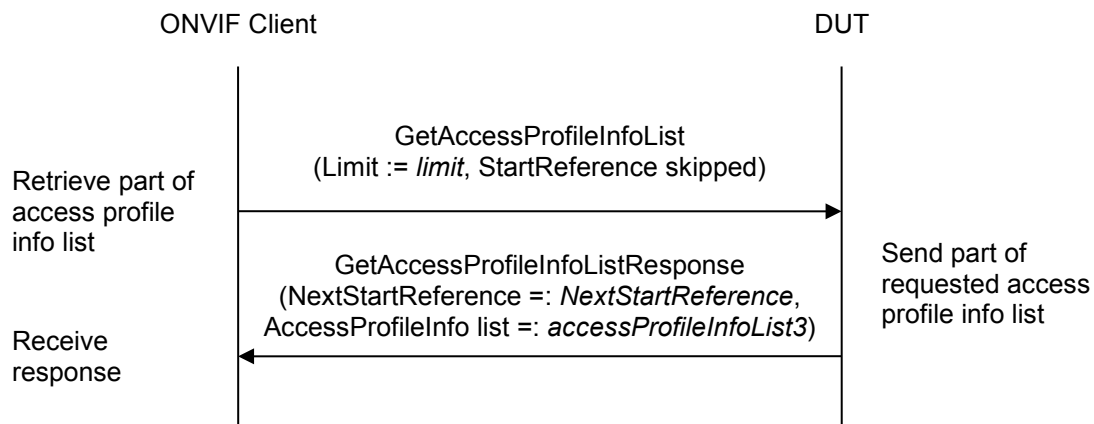 ONVIF Client
DUT
GetAccessProfileInfoList
(Limit := limit, StartReference skipped)
Retrieve part of
access profile
info list
GetAccessProfileInfoListResponse
(NextStartReference =: NextStartReference,
AccessProfileInfo list =: accessProfileInfoList3)
Send part of
requested access
profile info list
Receive
response